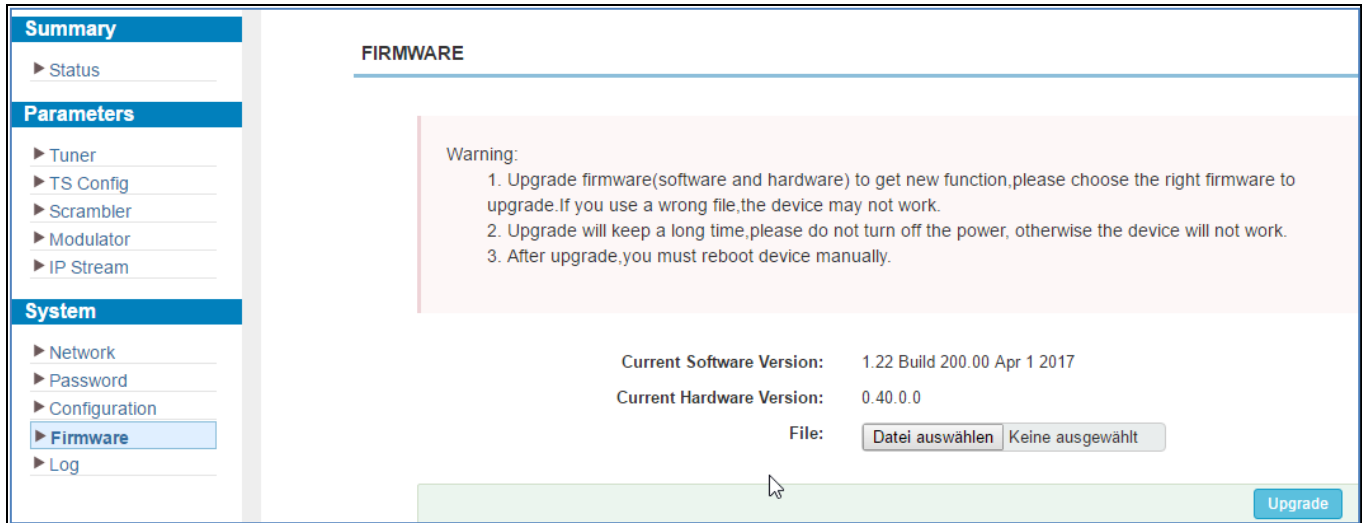 Summary
Status
Parameters
Tuner
TS Config
Scrambler
Modulator
IP Stream
System
Network
Password
Configuration
Firmware
Log
FIRMWARE
Warning:
1. Upgrade firmware(software and hardware) to get new function,please choose the right firmware to
upgrade.If you use a wrong file,the device may not work.
2. Upgrade will keep a long time,please do not turn off the power, otherwise the device will not work.
3. After upgrade,you must reboot device manually.
Current Software Version: 1.22 Build 200.00 Apr 1 2017
Current Hardware Version: 0.40.0.0
File: Datei auswählen Keine ausgewählt
Upgrade